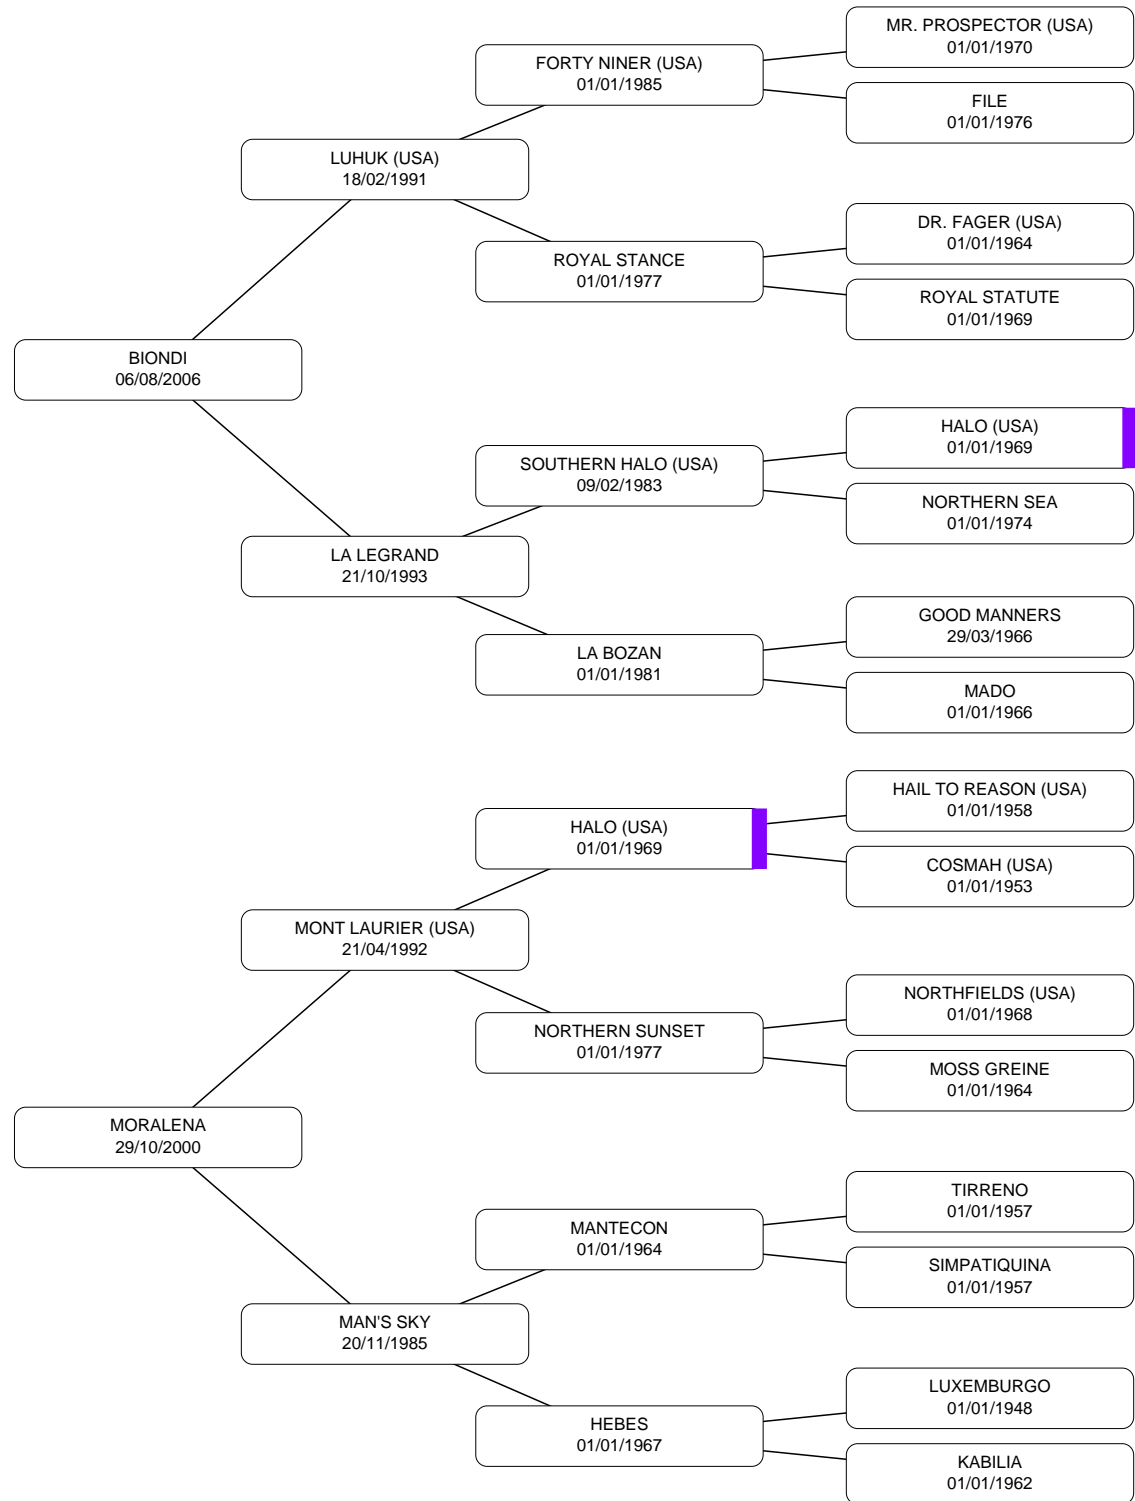 MR. PROSPECTOR (USA)
01/01/1970
FORTY NINER (USA)
01/01/1985
FILE
01/01/1976
LUHUK (USA)
18/02/1991
DR. FAGER (USA)
01/01/1964
ROYAL STANCE
01/01/1977
ROYAL STATUTE
01/01/1969
BIONDI
06/08/2006
HALO (USA)
01/01/1969
SOUTHERN HALO (USA)
09/02/1983
NORTHERN SEA
01/01/1974
LA LEGRAND
21/10/1993
GOOD MANNERS
29/03/1966
LA BOZAN
01/01/1981
MADO
01/01/1966
HAIL TO REASON (USA)
01/01/1958
HALO (USA)
01/01/1969
COSMAH (USA)
01/01/1953
MONT LAURIER (USA)
21/04/1992
NORTHFIELDS (USA)
01/01/1968
NORTHERN SUNSET
01/01/1977
MOSS GREINE
01/01/1964
MORALENA
29/10/2000
TIRRENO
01/01/1957
MANTECON
01/01/1964
SIMPATIQUINA
01/01/1957
MAN'S SKY
20/11/1985
LUXEMBURGO
01/01/1948
HEBES
01/01/1967
KABILIA
01/01/1962